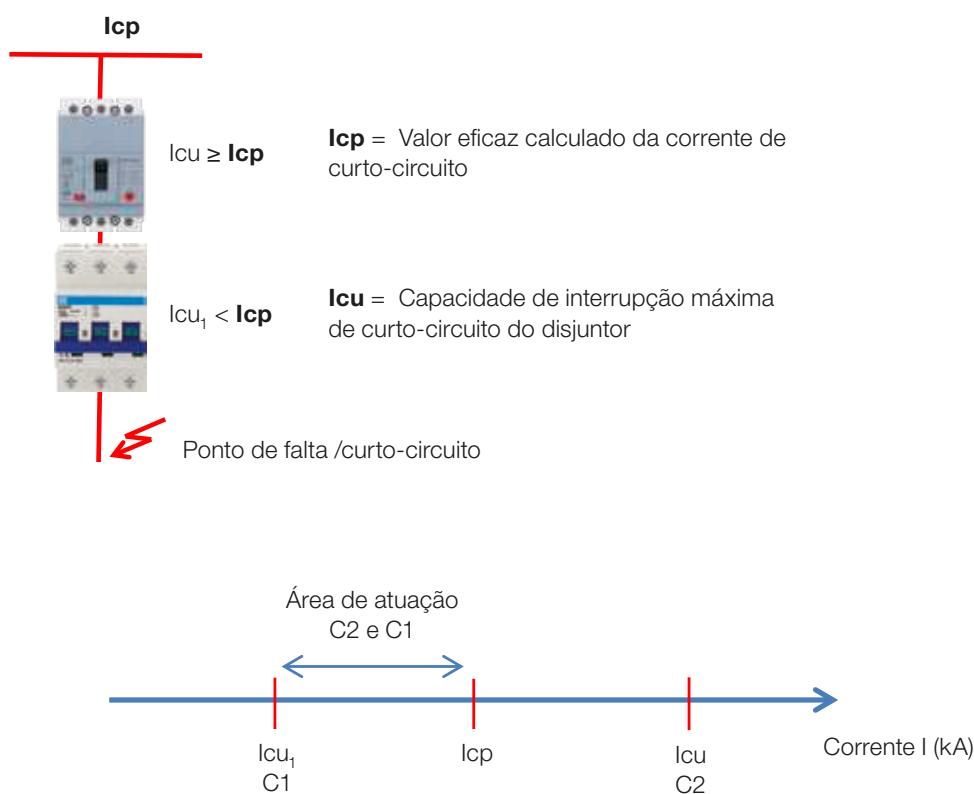 Icp
Icu ≥ Icp
Icp = Valor eficaz calculado da corrente de
curto-circuito
Icu₁ < Icp
Icu = Capacidade de interrupção máxima
de curto-circuito do disjuntor
Ponto de falta /curto-circuito
Área de atuação
C2 e C1
Icu₁
C1
Icp
Icu
C2
Corrente I (kA)